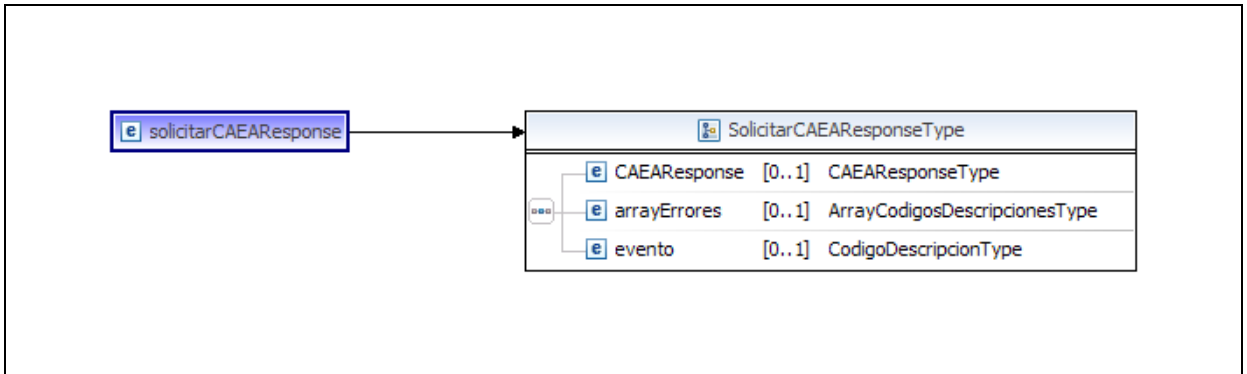 e solicitarCAEAResponse
SolicitarCAEAResponseType
e CAEAResponse [0..1] CAEAResponseType
e arrayErrores [0..1] ArrayCodigosDescripcionesType
e evento [0..1] CodigoDescripcionType